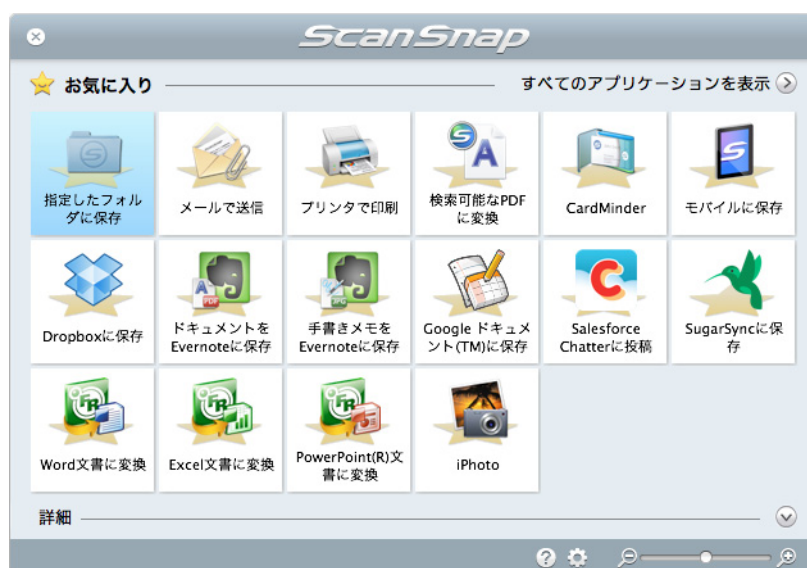 ScanSnap
お気に入り
すべてのアプリケーションを表示
指定したフォル
ダに保存
メールで送信
プリンタで印刷
検索可能なPDF
に変換
CardMinder
モバイルに保存
Dropboxに保存
ドキュメントを
Evernoteに保存
手書きメモを
Evernoteに保存
Google ドキュメ
ント(TM)に保存
Salesforce
Chatterに投稿
SugarSyncに保
存
Word文書に変換
Excel文書に変換
PowerPoint(R)文
書に変換
iPhoto
詳細